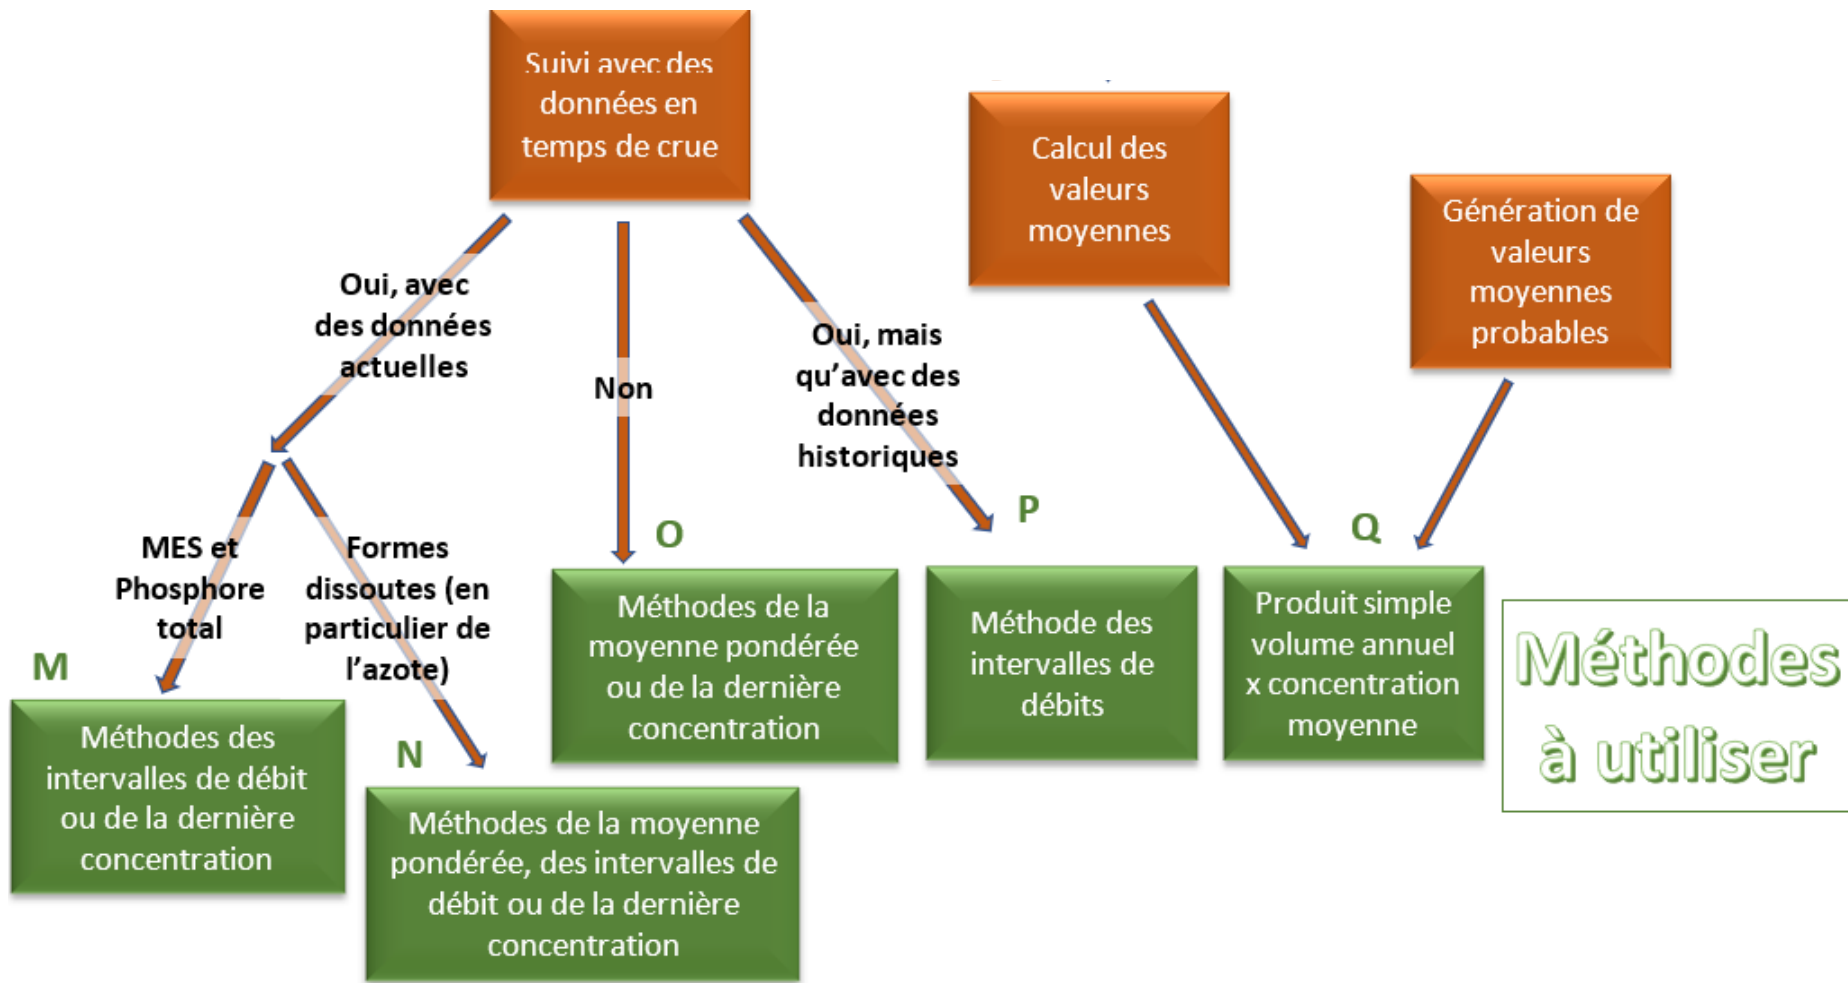 Suivi avec des
données en
temps de crue
Calcul des
valeurs
moyennes
Génération de
valeurs
moyennes
probables
Oui, avec
des données
actuelles
Non
Oui, mais
qu’avec des
données
historiques
MES et
Phosphore
total
Formes
dissoutes (en
particulier de
l’azote)
M
Méthodes des
intervalles de débit
ou de la dernière
concentration
N
Méthodes de la moyenne
pondérée, des intervalles de
débit ou de la dernière
concentration
O
Méthodes de la
moyenne pondérée
ou de la dernière
concentration
P
Méthode des
intervalles de
débits
Q
Produit simple
volume annuel
x concentration
moyenne
Méthodes
à utiliser